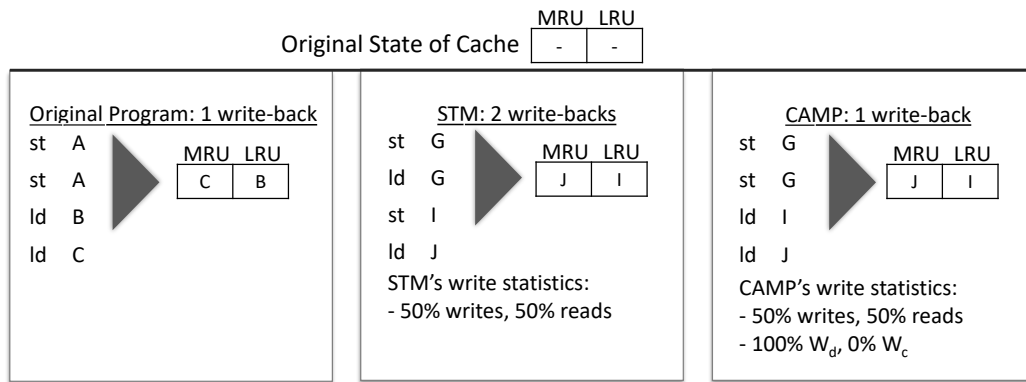 MRU LRU
Original State of Cache - -
Original Program: 1 write-back
st A
st A
ld B
ld C
MRU LRU
C B
STM: 2 write-backs
st G
ld G
st I
ld J
MRU LRU
J I
STM's write statistics:
- 50% writes, 50% reads
CAMP: 1 write-back
st G
st G
ld I
ld J
MRU LRU
J I
CAMP's write statistics:
- 50% writes, 50% reads
- 100% W_d, 0% W_c